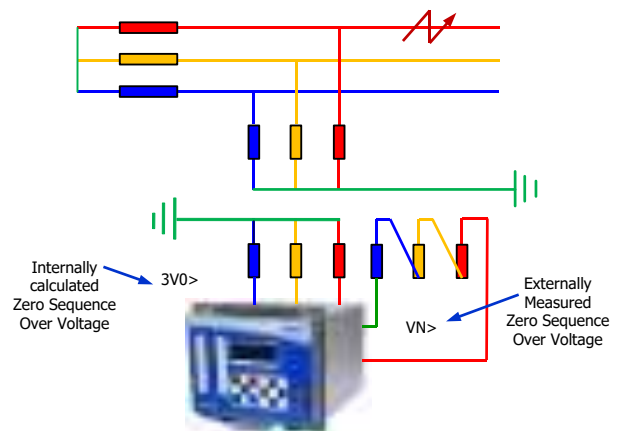 Internally
calculated
Zero Sequence
Over Voltage
3V0>
VN>
Externally
Measured
Zero Sequence
Over Voltage